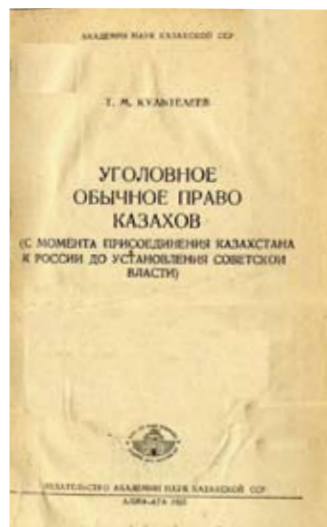 АКАДЕМИЯ НАУК КАЗАХСКОЙ ССР
Т. М. КУЛЬТЕЛЕЕВ
УГОЛОВНОЕ
ОБЫЧНОЕ ПРАВО
КАЗАХОВ
(С МОМЕНТА ПРИСОЕДИНЕНИЯ КАЗАХСТАНА
К РОССИИ ДО УСТАНОВЛЕНИЯ СОВЕТСКОЙ
ВЛАСТИ)
ИЗДАТЕЛЬСТВО АКАДЕМИИ НАУК КАЗАХСКОЙ ССР
АЛМА-АТА